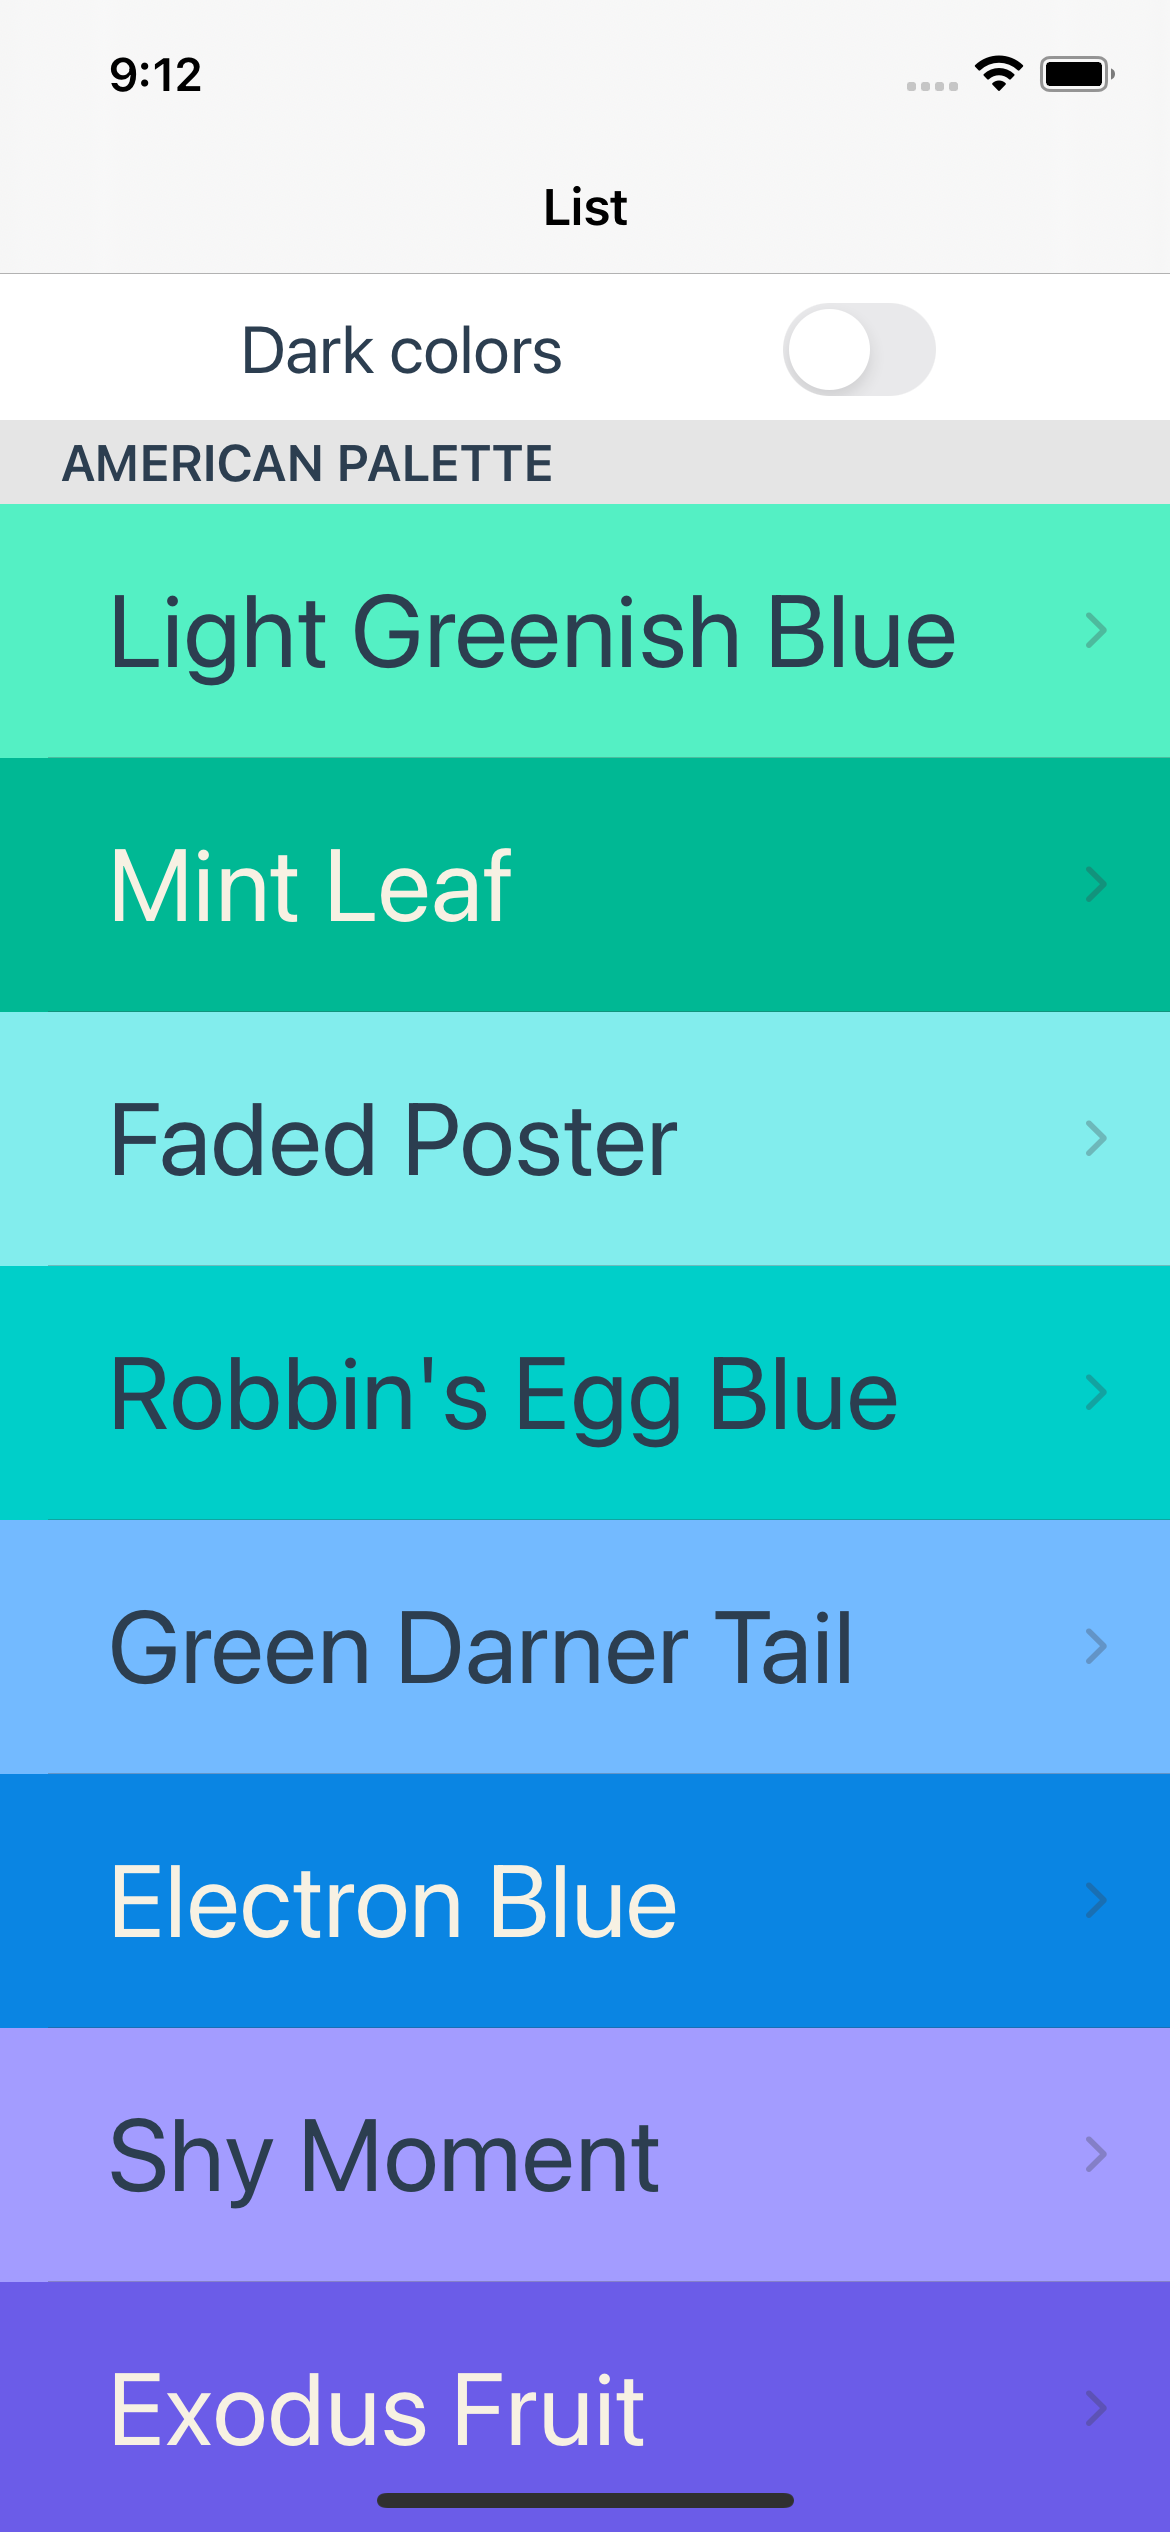 9:12
List
Dark colors
AMERICAN PALETTE
Light Greenish Blue
Mint Leaf
Faded Poster
Robbin's Egg Blue
Green Darner Tail
Electron Blue
Shy Moment
Exodus Fruit